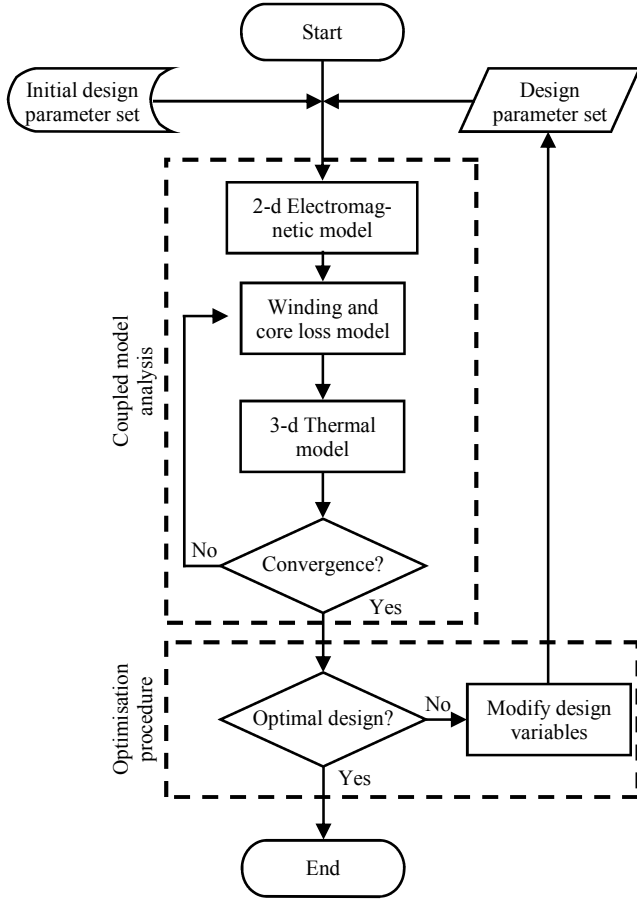 Start
Initial design
parameter set
Design
parameter set
2-d Electromag-
netic model
Winding and
core loss model
3-d Thermal
model
Coupled model
analysis
Convergence?
No
Yes
Optimisation
procedure
Optimal design?
No
Modify design
variables
Yes
End